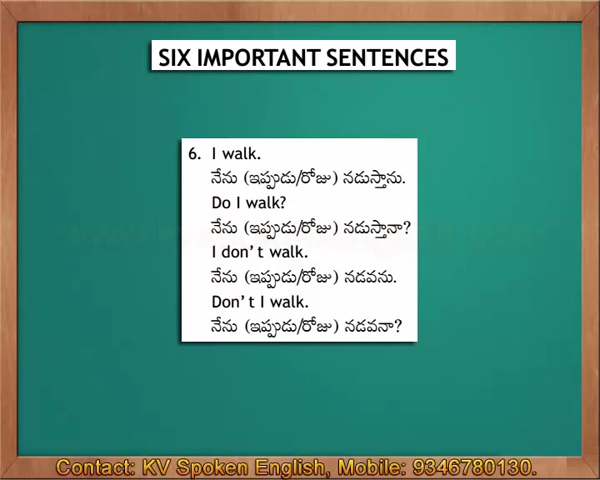 SIX IMPORTANT SENTENCES
6. I walk.
నేను (ఇప్పుడు/రోజు) నడుస్తాను.
Do I walk?
నేను (ఇప్పుడు/రోజు) నడుస్తానా?
I don't walk.
నేను (ఇప్పుడు/రోజు) నడవను.
Don't I walk.
నేను (ఇప్పుడు/రోజు) నడవనా?
Contact: KV Spoken English, Mobile: 9346780130.